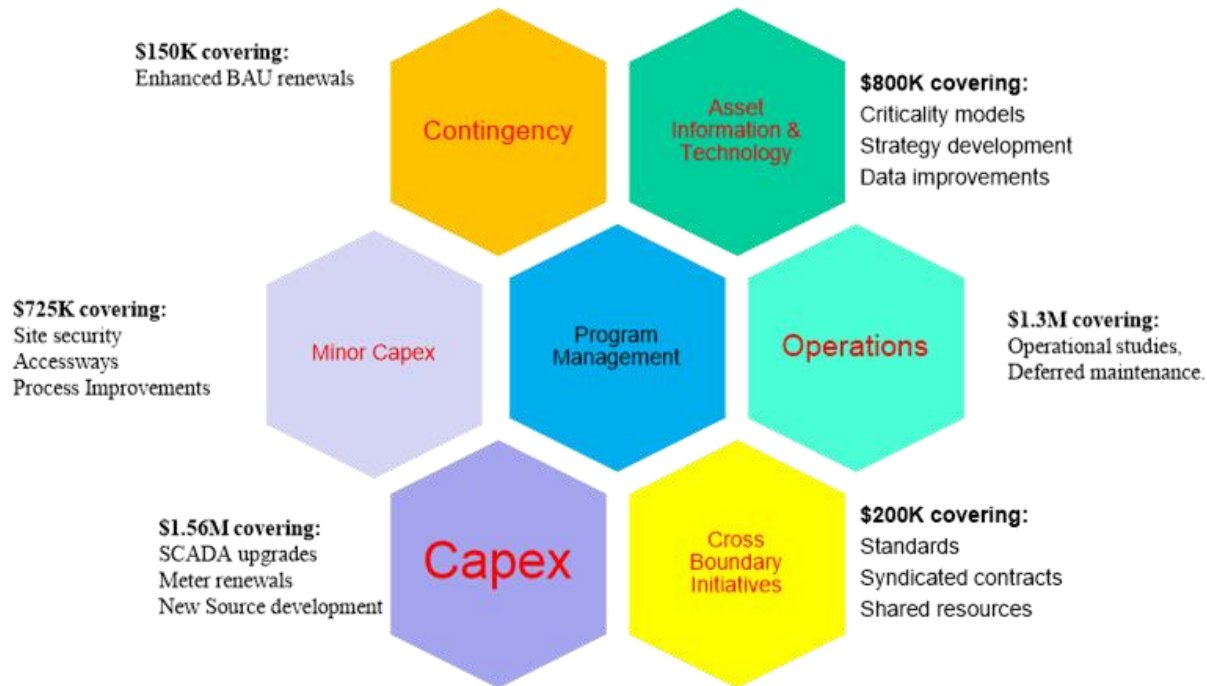 $150K covering:
Enhanced BAU renewals
Contingency
Asset
Information &
Technology
$800K covering:
Criticality models
Strategy development
Data improvements
$725K covering:
Site security
Accessways
Process Improvements
Minor Capex
Program
Management
Operations
$1.3M covering:
Operational studies,
Deferred maintenance.
$1.56M covering:
SCADA upgrades
Meter renewals
New Source development
Capex
Cross
Boundary
Initiatives
$200K covering:
Standards
Syndicated contracts
Shared resources